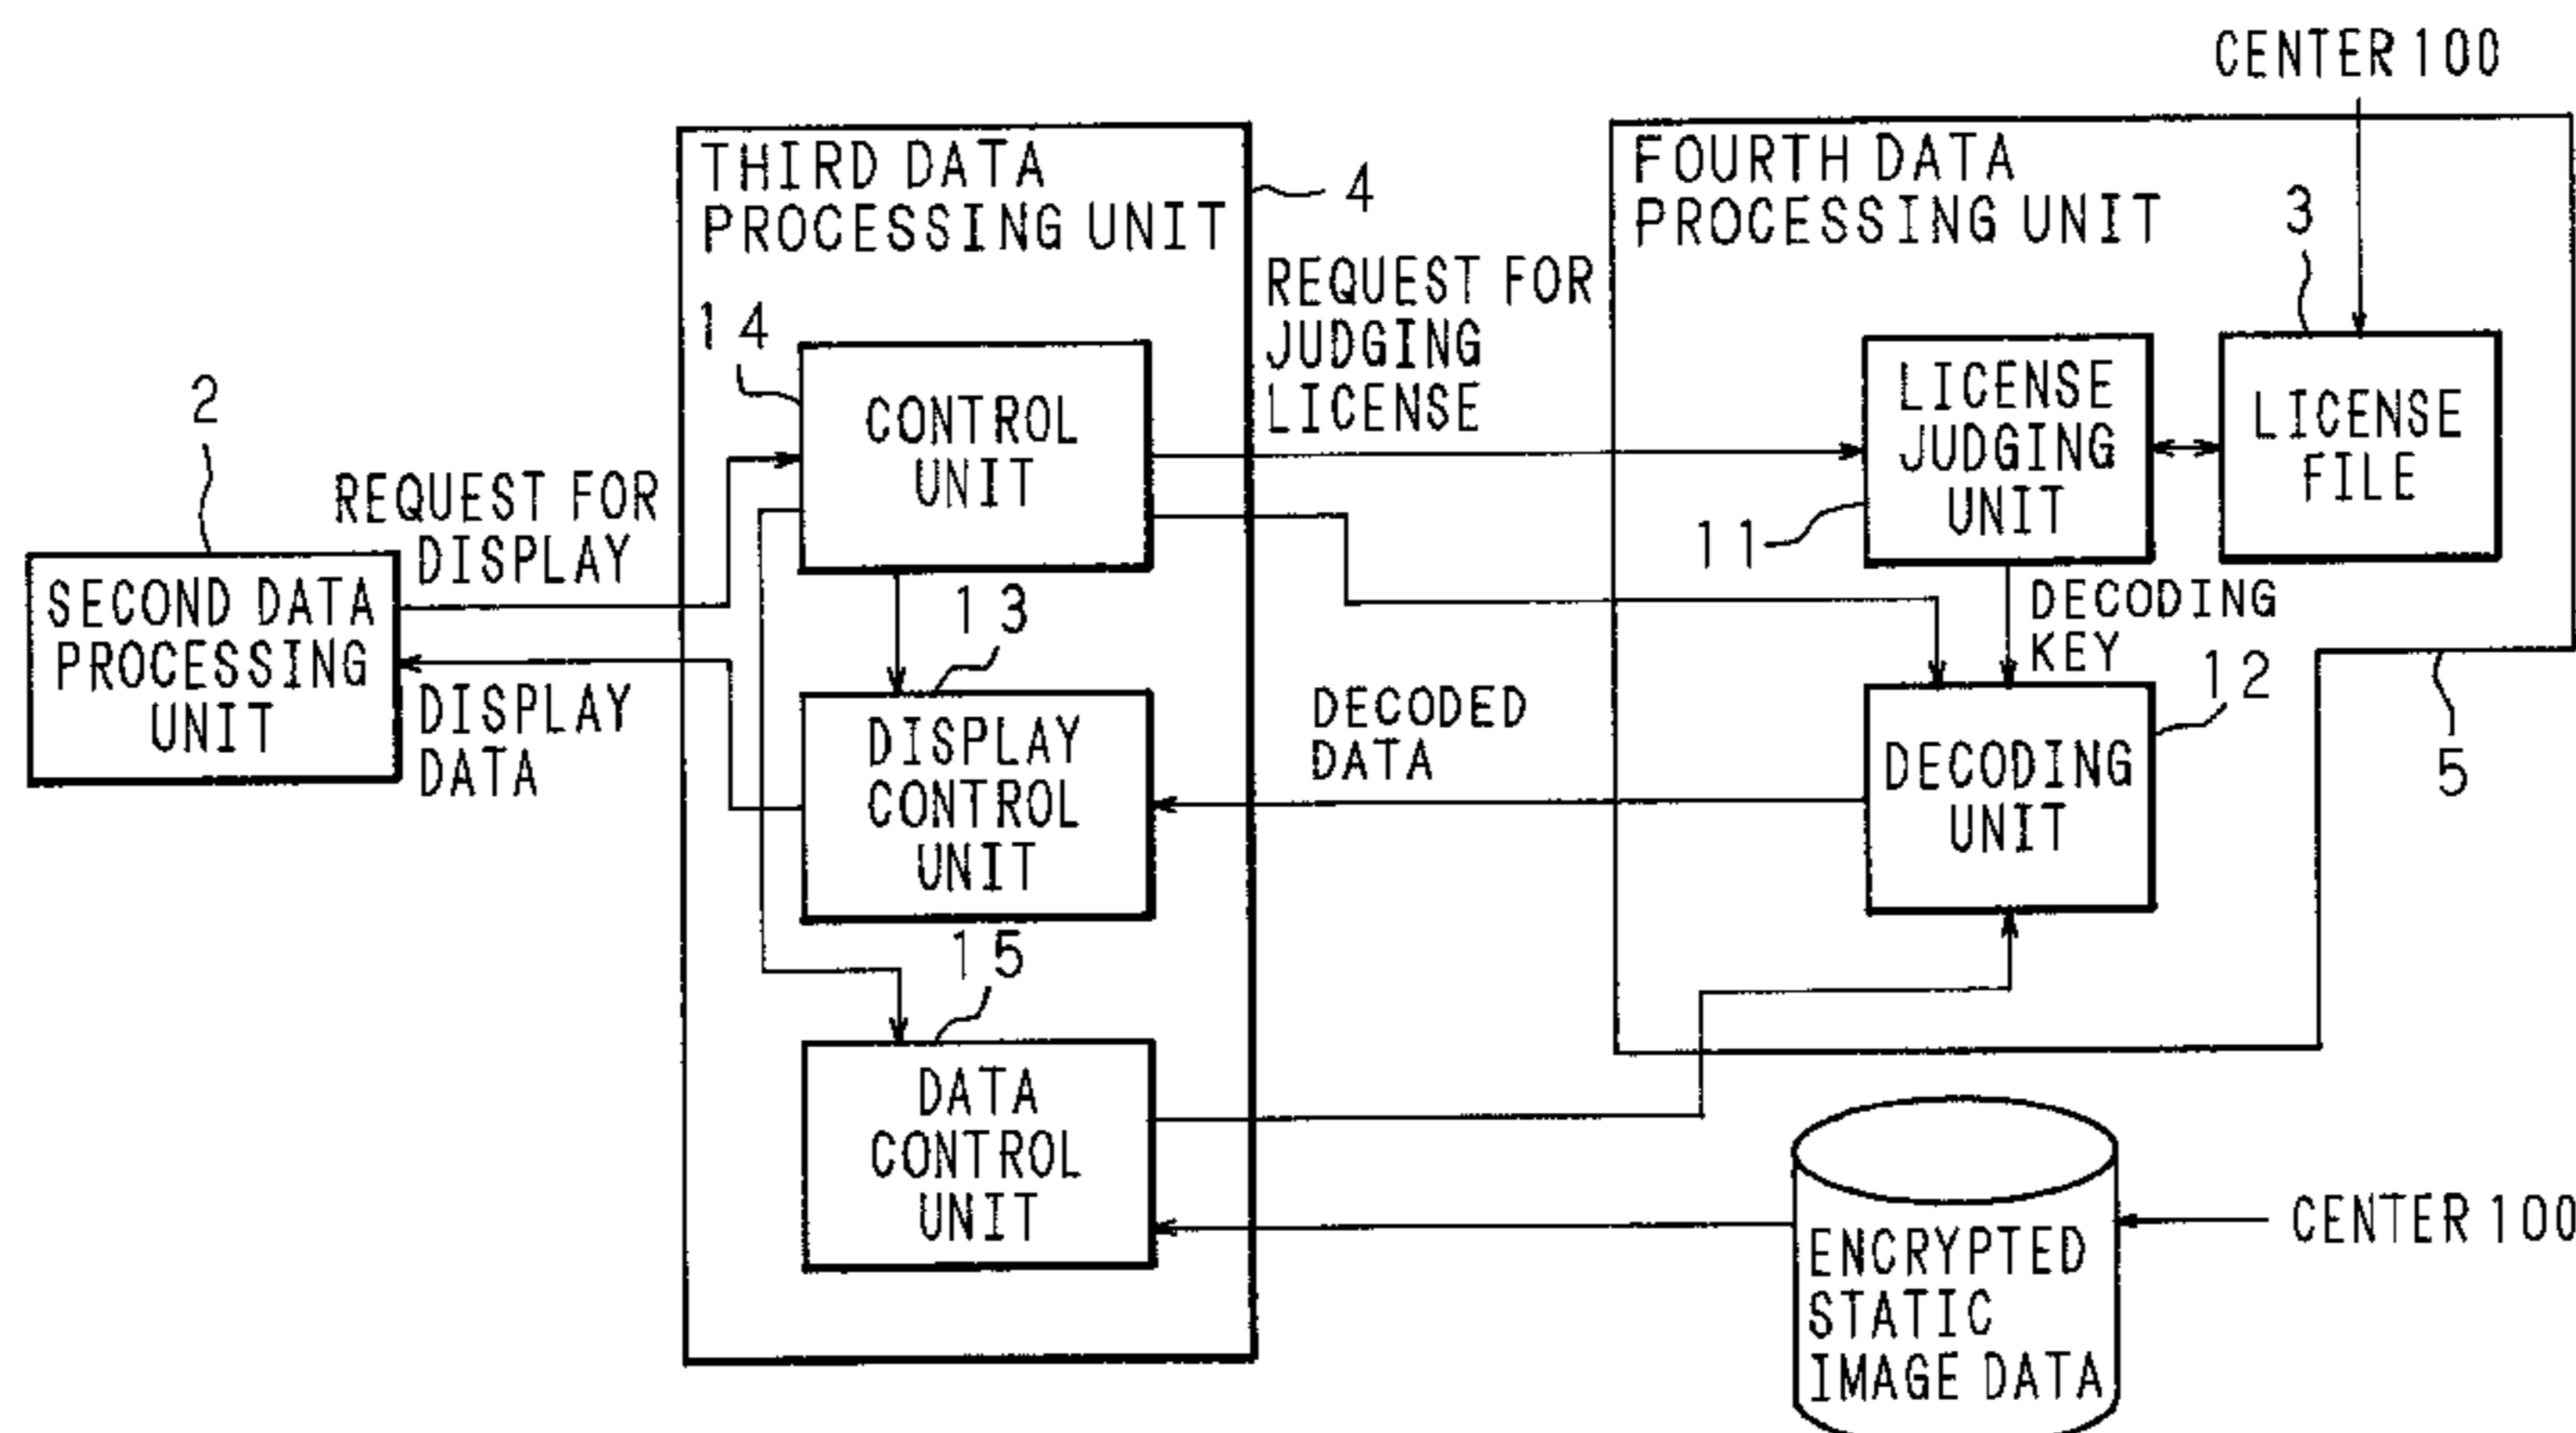 CENTER 100
THIRD DATA
PROCESSING UNIT
4
FOURTH DATA
PROCESSING UNIT
3
REQUEST FOR
JUDGING
LICENSE
14
CONTROL
UNIT
LICENSE
JUDGING
UNIT
11
LICENSE
FILE
2
REQUEST FOR
DISPLAY
SECOND DATA
PROCESSING
UNIT
DISPLAY
DATA
13
DISPLAY
CONTROL
UNIT
DECODED
DATA
DECODING
KEY
12
DECODING
UNIT
5
15
DATA
CONTROL
UNIT
ENCRYPTED
STATIC
IMAGE DATA
CENTER 100